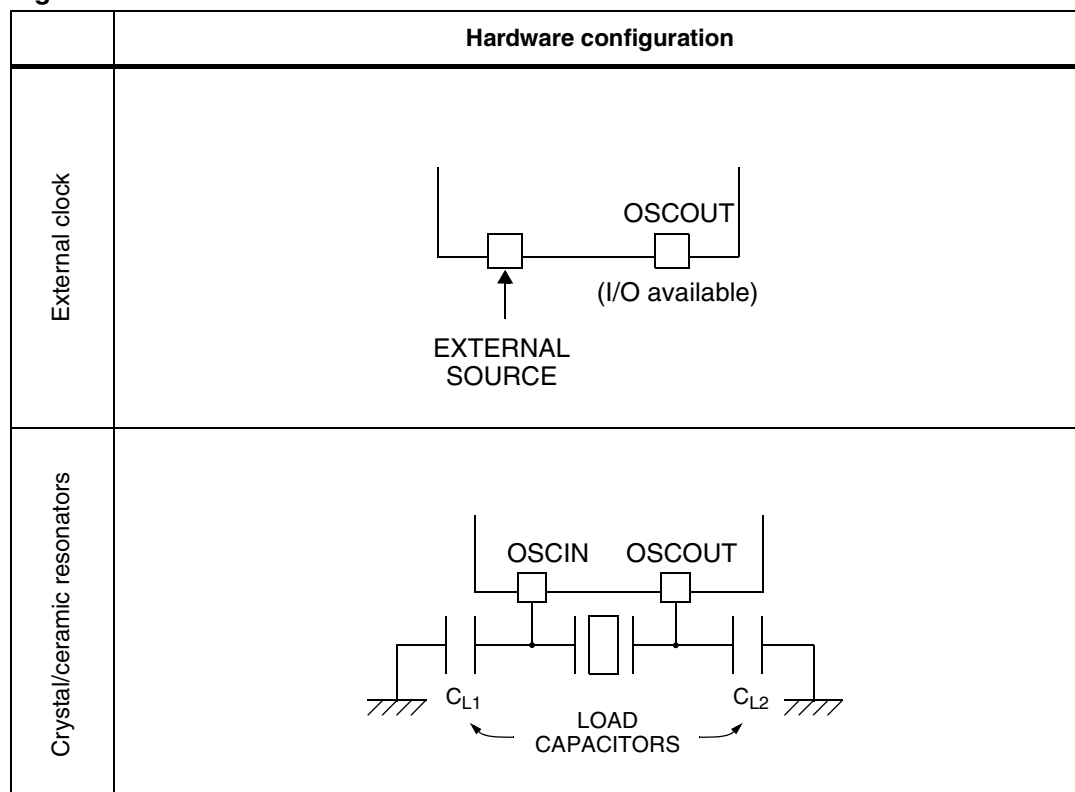 Hardware configuration
External clock
OSCOUT
(I/O available)
EXTERNAL
SOURCE
Crystal/ceramic resonators
OSCIN OSCOUT
CL1 CL2
LOAD
CAPACITORS